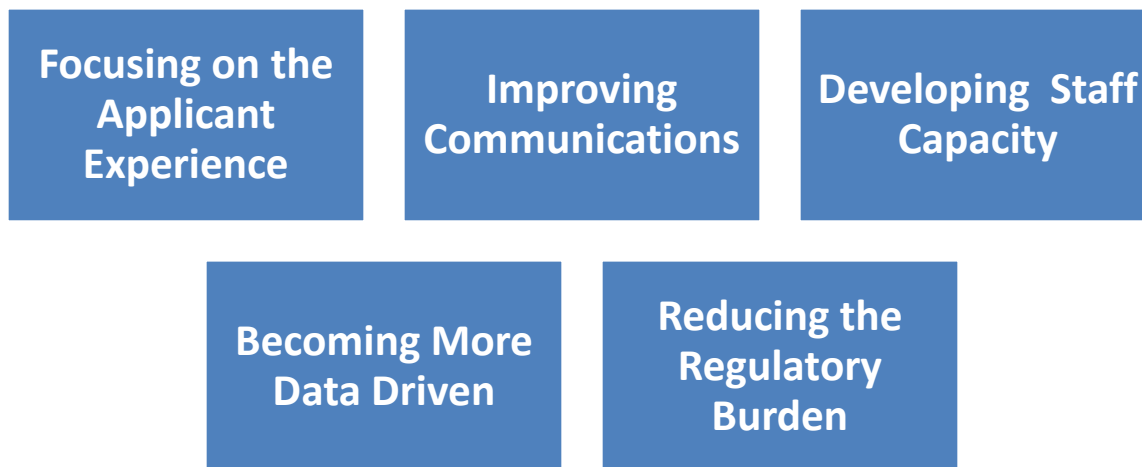 Focusing on the
Applicant
Experience
Improving
Communications
Developing  Staff
Capacity
Becoming More
Data Driven
Reducing the
Regulatory
Burden